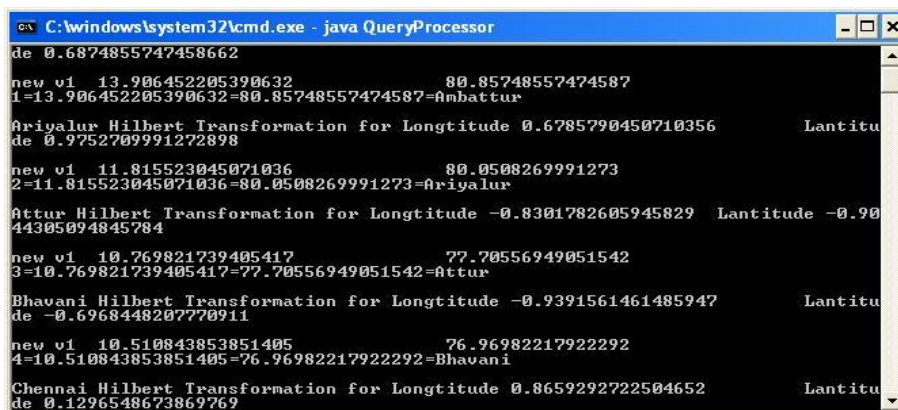 C:\windows\system32\cmd.exe - java QueryProcessor
de 0.6874855747458662
new v1 13.906452205390632 80.85748557474587
1=13.906452205390632=80.85748557474587=Ambattur
Ariyalur Hilbert Transformation for Longtitude 0.6785790450710356 Lantitu
de 0.9752709991272898
new v1 11.815523045071036 80.0508269991273
2=11.815523045071036=80.0508269991273=Ariyalur
Attur Hilbert Transformation for Longtitude -0.8301782605945829 Lantitude -0.90
44305094845784
new v1 10.769821739405417 77.70556949051542
3=10.769821739405417=77.70556949051542=Attur
Bhavani Hilbert Transformation for Longtitude -0.9391561461485947 Lantitu
de -0.6968448207770911
new v1 10.510843853851405 76.96982217922292
4=10.510843853851405=76.96982217922292=Bhavani
Chennai Hilbert Transformation for Longtitude 0.8659292722504652 Lantitu
de 0.1296548673869769